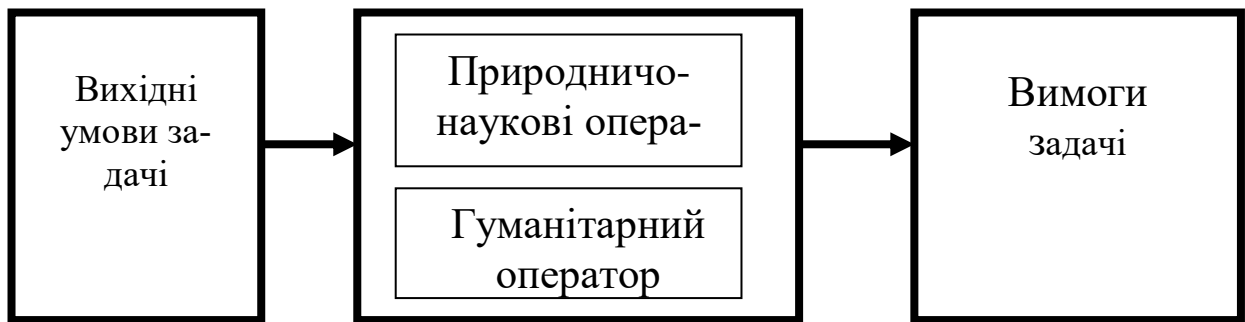 Вихідні
умови за-
дачі
Природничо-
наукові опера-
Гуманітарний
оператор
Вимоги
задачі